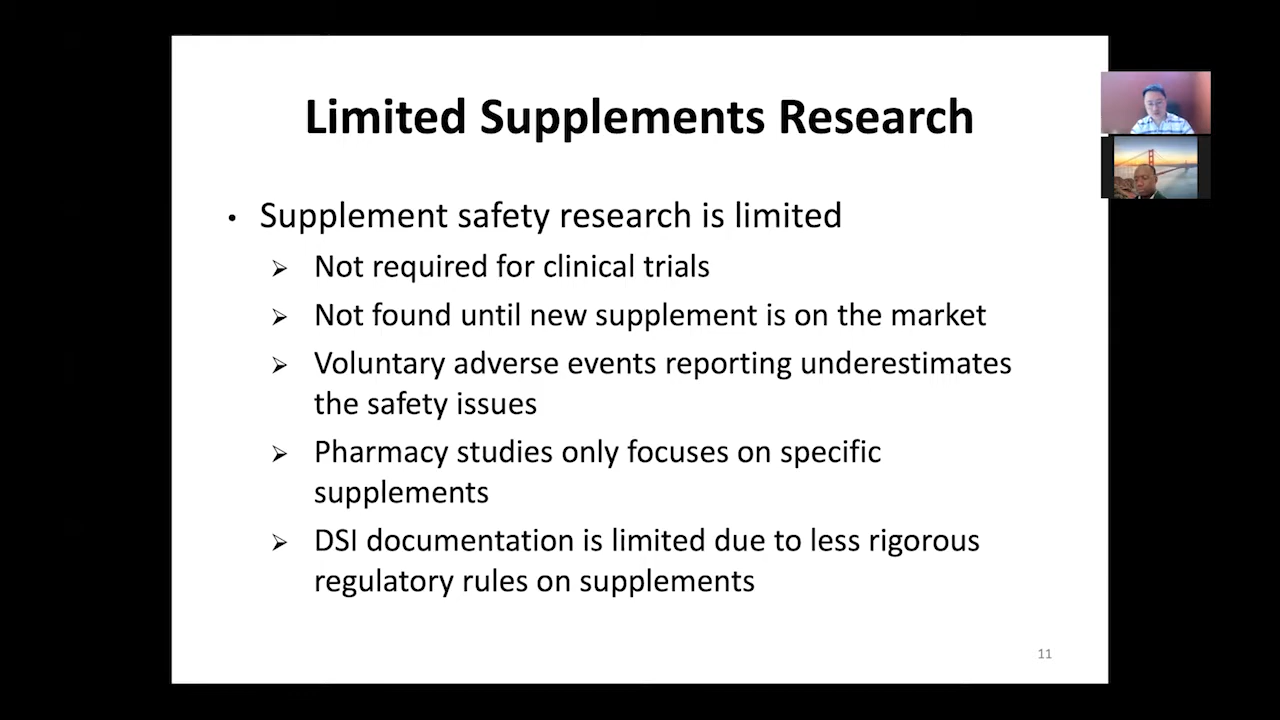 Limited Supplements Research
• Supplement safety research is limited
➢ Not required for clinical trials
➢ Not found until new supplement is on the market
➢ Voluntary adverse events reporting underestimates
the safety issues
➢ Pharmacy studies only focuses on specific
supplements
➢ DSI documentation is limited due to less rigorous
regulatory rules on supplements
11